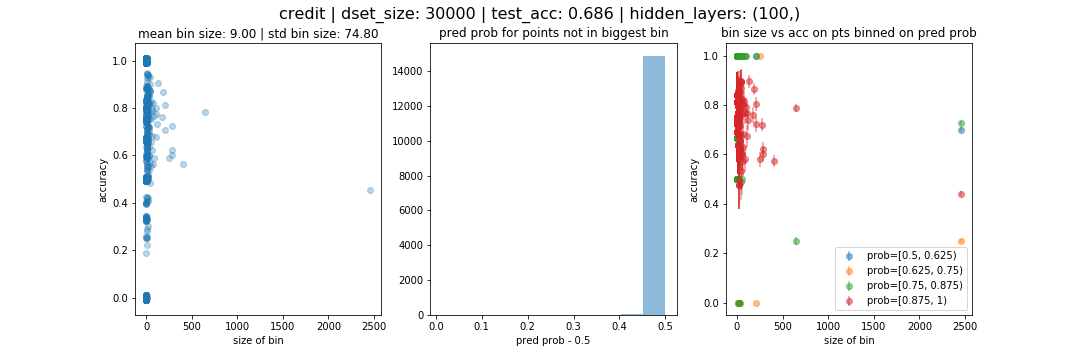 credit | dset_size: 30000 | test_acc: 0.686 | hidden_layers: (100,)
mean bin size: 9.00 | std bin size: 74.80
1.0
0.8
0.6
0.4
0.2
0.0
accuracy
0
500
1000
1500
2000
2500
size of bin
pred prob for points not in biggest bin
14000
12000
10000
8000
6000
4000
2000
0
0.0
0.1
0.2
0.3
0.4
0.5
pred prob - 0.5
bin size vs acc on pts binned on pred prob
1.0
0.8
0.6
0.4
0.2
0.0
accuracy
prob=[0.5, 0.625)
prob=[0.625, 0.75)
prob=[0.75, 0.875)
prob=[0.875, 1)
0
500
1000
1500
2000
2500
size of bin